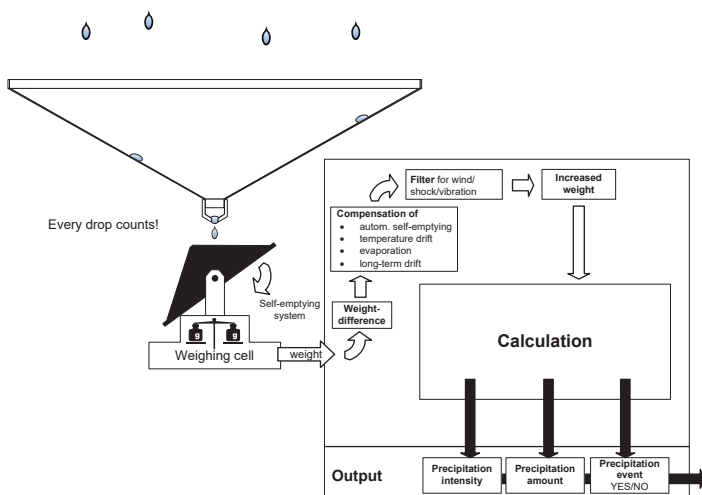 Every drop counts!
Self-emptying
system
g
g
Weighing cell
weight
Weight-
difference
Compensation of
• autom. self-emptying
• temperature drift
• evaporation
• long-term drift
Filter for wind/
shock/vibration
Increased
weight
Calculation
Output
Precipitation
intensity
Precipitation
amount
Precipitation
event
YES/NO